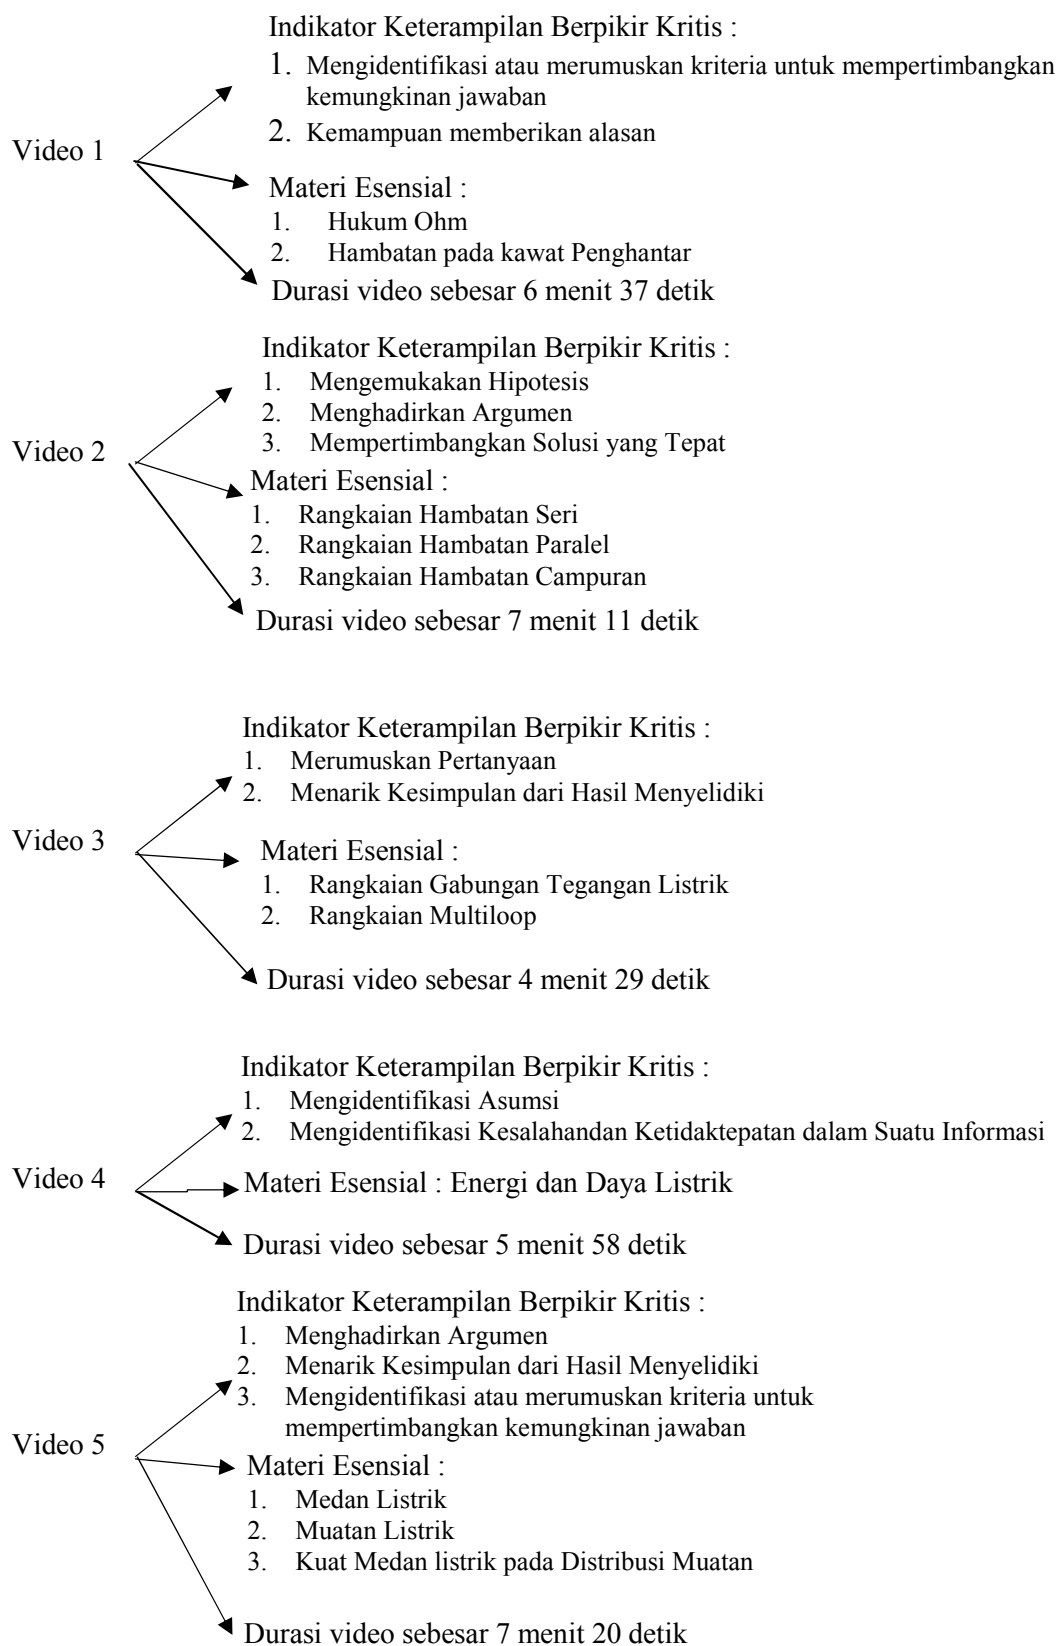 Indikator Keterampilan Berpikir Kritis :
1. Mengidentifikasi atau merumuskan kriteria untuk mempertimbangkan
kemungkinan jawaban
2. Kemampuan memberikan alasan
Video 1
Materi Esensial :
1. Hukum Ohm
2. Hambatan pada kawat Penghantar
Durasi video sebesar 6 menit 37 detik
Indikator Keterampilan Berpikir Kritis :
1. Mengemukakan Hipotesis
2. Menghadirkan Argumen
3. Mempertimbangkan Solusi yang Tepat
Video 2
Materi Esensial :
1. Rangkaian Hambatan Seri
2. Rangkaian Hambatan Paralel
3. Rangkaian Hambatan Campuran
Durasi video sebesar 7 menit 11 detik
Indikator Keterampilan Berpikir Kritis :
1. Merumuskan Pertanyaan
2. Menarik Kesimpulan dari Hasil Menyelidiki
Video 3
Materi Esensial :
1. Rangkaian Gabungan Tegangan Listrik
2. Rangkaian Multiloop
Durasi video sebesar 4 menit 29 detik
Indikator Keterampilan Berpikir Kritis :
1. Mengidentifikasi Asumsi
2. Mengidentifikasi Kesalahandan Ketidaktepatan dalam Suatu Informasi
Video 4
Materi Esensial : Energi dan Daya Listrik
Durasi video sebesar 5 menit 58 detik
Indikator Keterampilan Berpikir Kritis :
1. Menghadirkan Argumen
2. Menarik Kesimpulan dari Hasil Menyelidiki
3. Mengidentifikasi atau merumuskan kriteria untuk
mempertimbangkan kemungkinan jawaban
Video 5
Materi Esensial :
1. Medan Listrik
2. Muatan Listrik
3. Kuat Medan listrik pada Distribusi Muatan
Durasi video sebesar 7 menit 20 detik